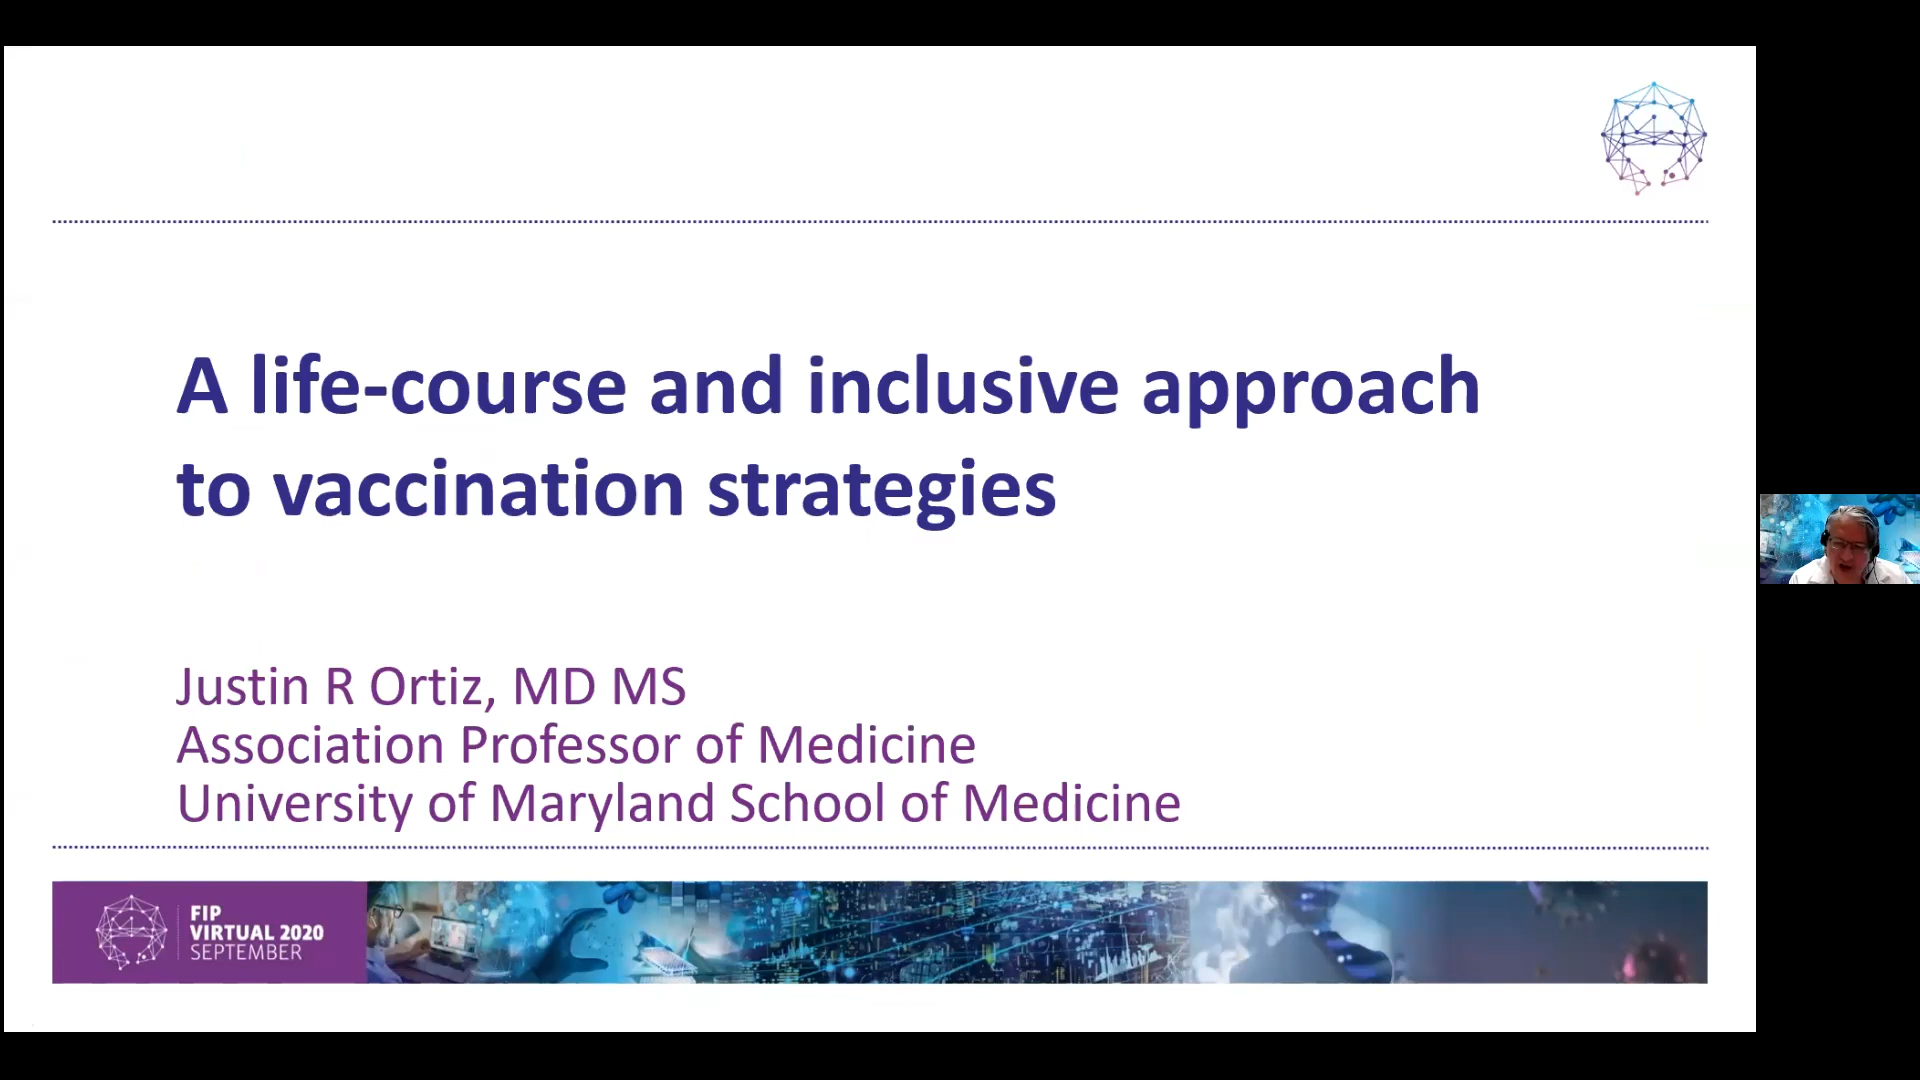 A life-course and inclusive approach
to vaccination strategies
Justin R Ortiz, MD MS
Association Professor of Medicine
University of Maryland School of Medicine
FIP
VIRTUAL 2020
SEPTEMBER